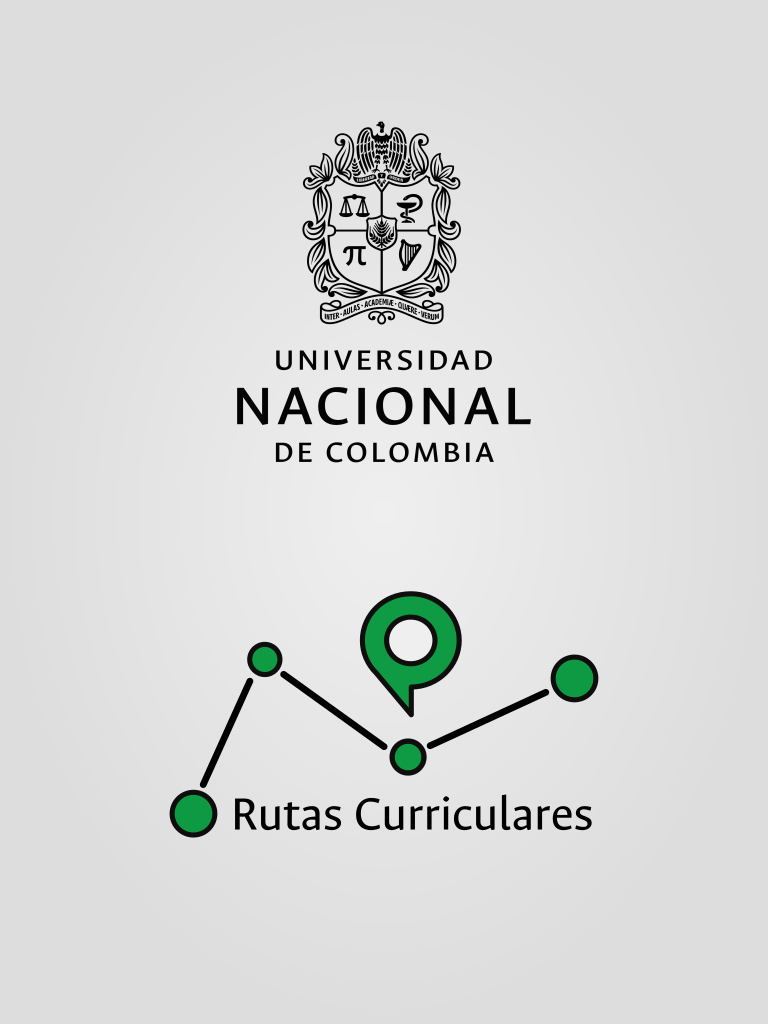 INTER · AULAS · ACADEMIÆ · QUÆRE · VERUM
UNIVERSIDAD
NACIONAL
DE COLOMBIA
Rutas Curriculares